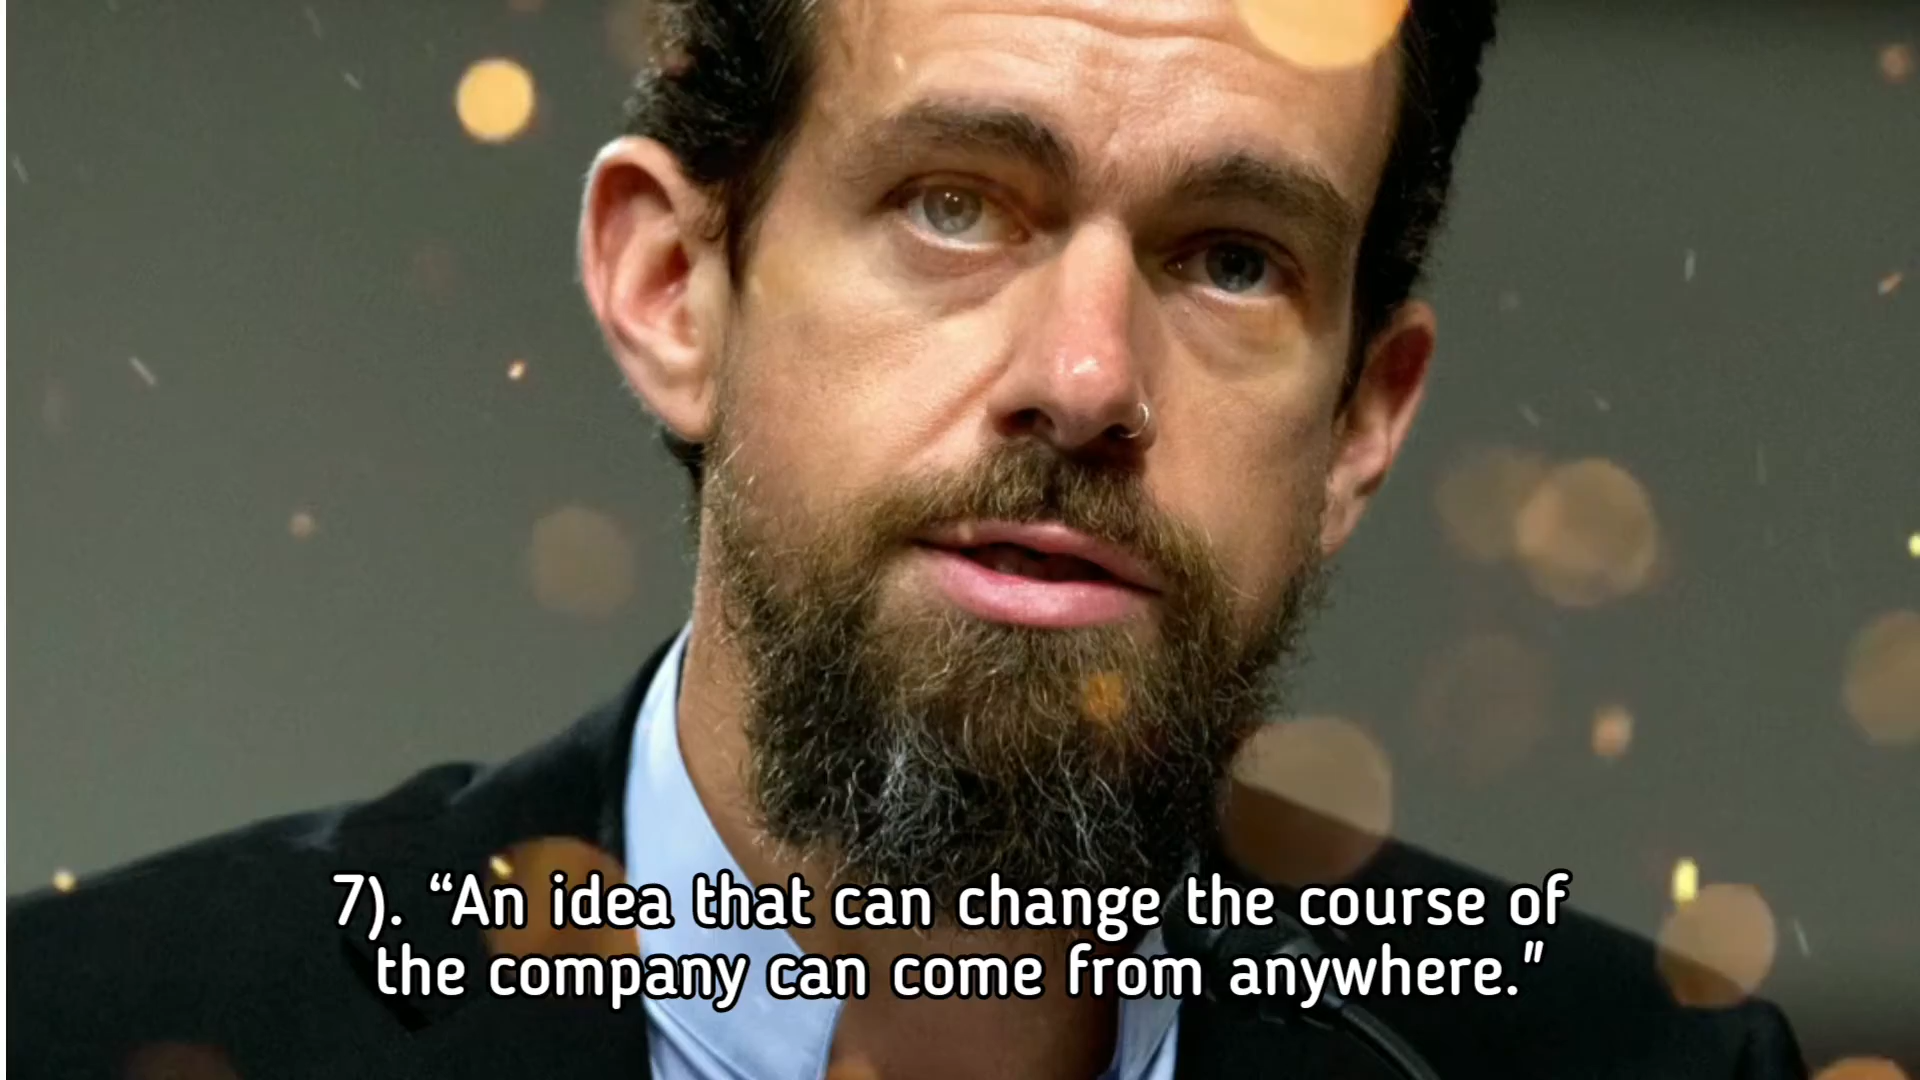 7). “An idea that can change the course of
the company can come from anywhere."